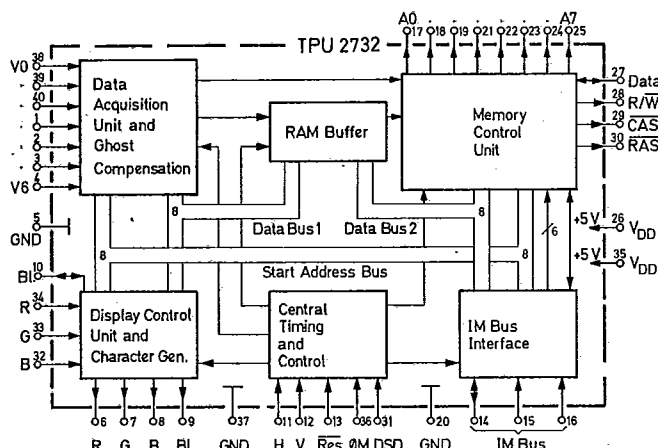 A0 - - - - - - A7
17 18 19 21 22 23 24 25
TPU 2732
V0 38
- 39
- 40
- 1
- 2
- 3
V6 4
Data
Acquisition
Unit and
Ghost
Compensation
RAM Buffer
Memory
Control
Unit
27 Data
28 R/W̅
29 C̅A̅S̅
30 R̅A̅S̅
5
GND
8
8
Data Bus 1
Data Bus 2
8
6
+5 V 26 VDD
+5 V 35 VDD
8
Start Address Bus
8
Bl 10
R 34
G 33
B 32
Display Control
Unit and
Character Gen.
Central
Timing
and
Control
IM Bus
Interface
6 7 8 9 37 11 12 13 36 31 20 14 15 16
R G B Bl GND H V R̅e̅s̅ ØM DSD GND IM Bus